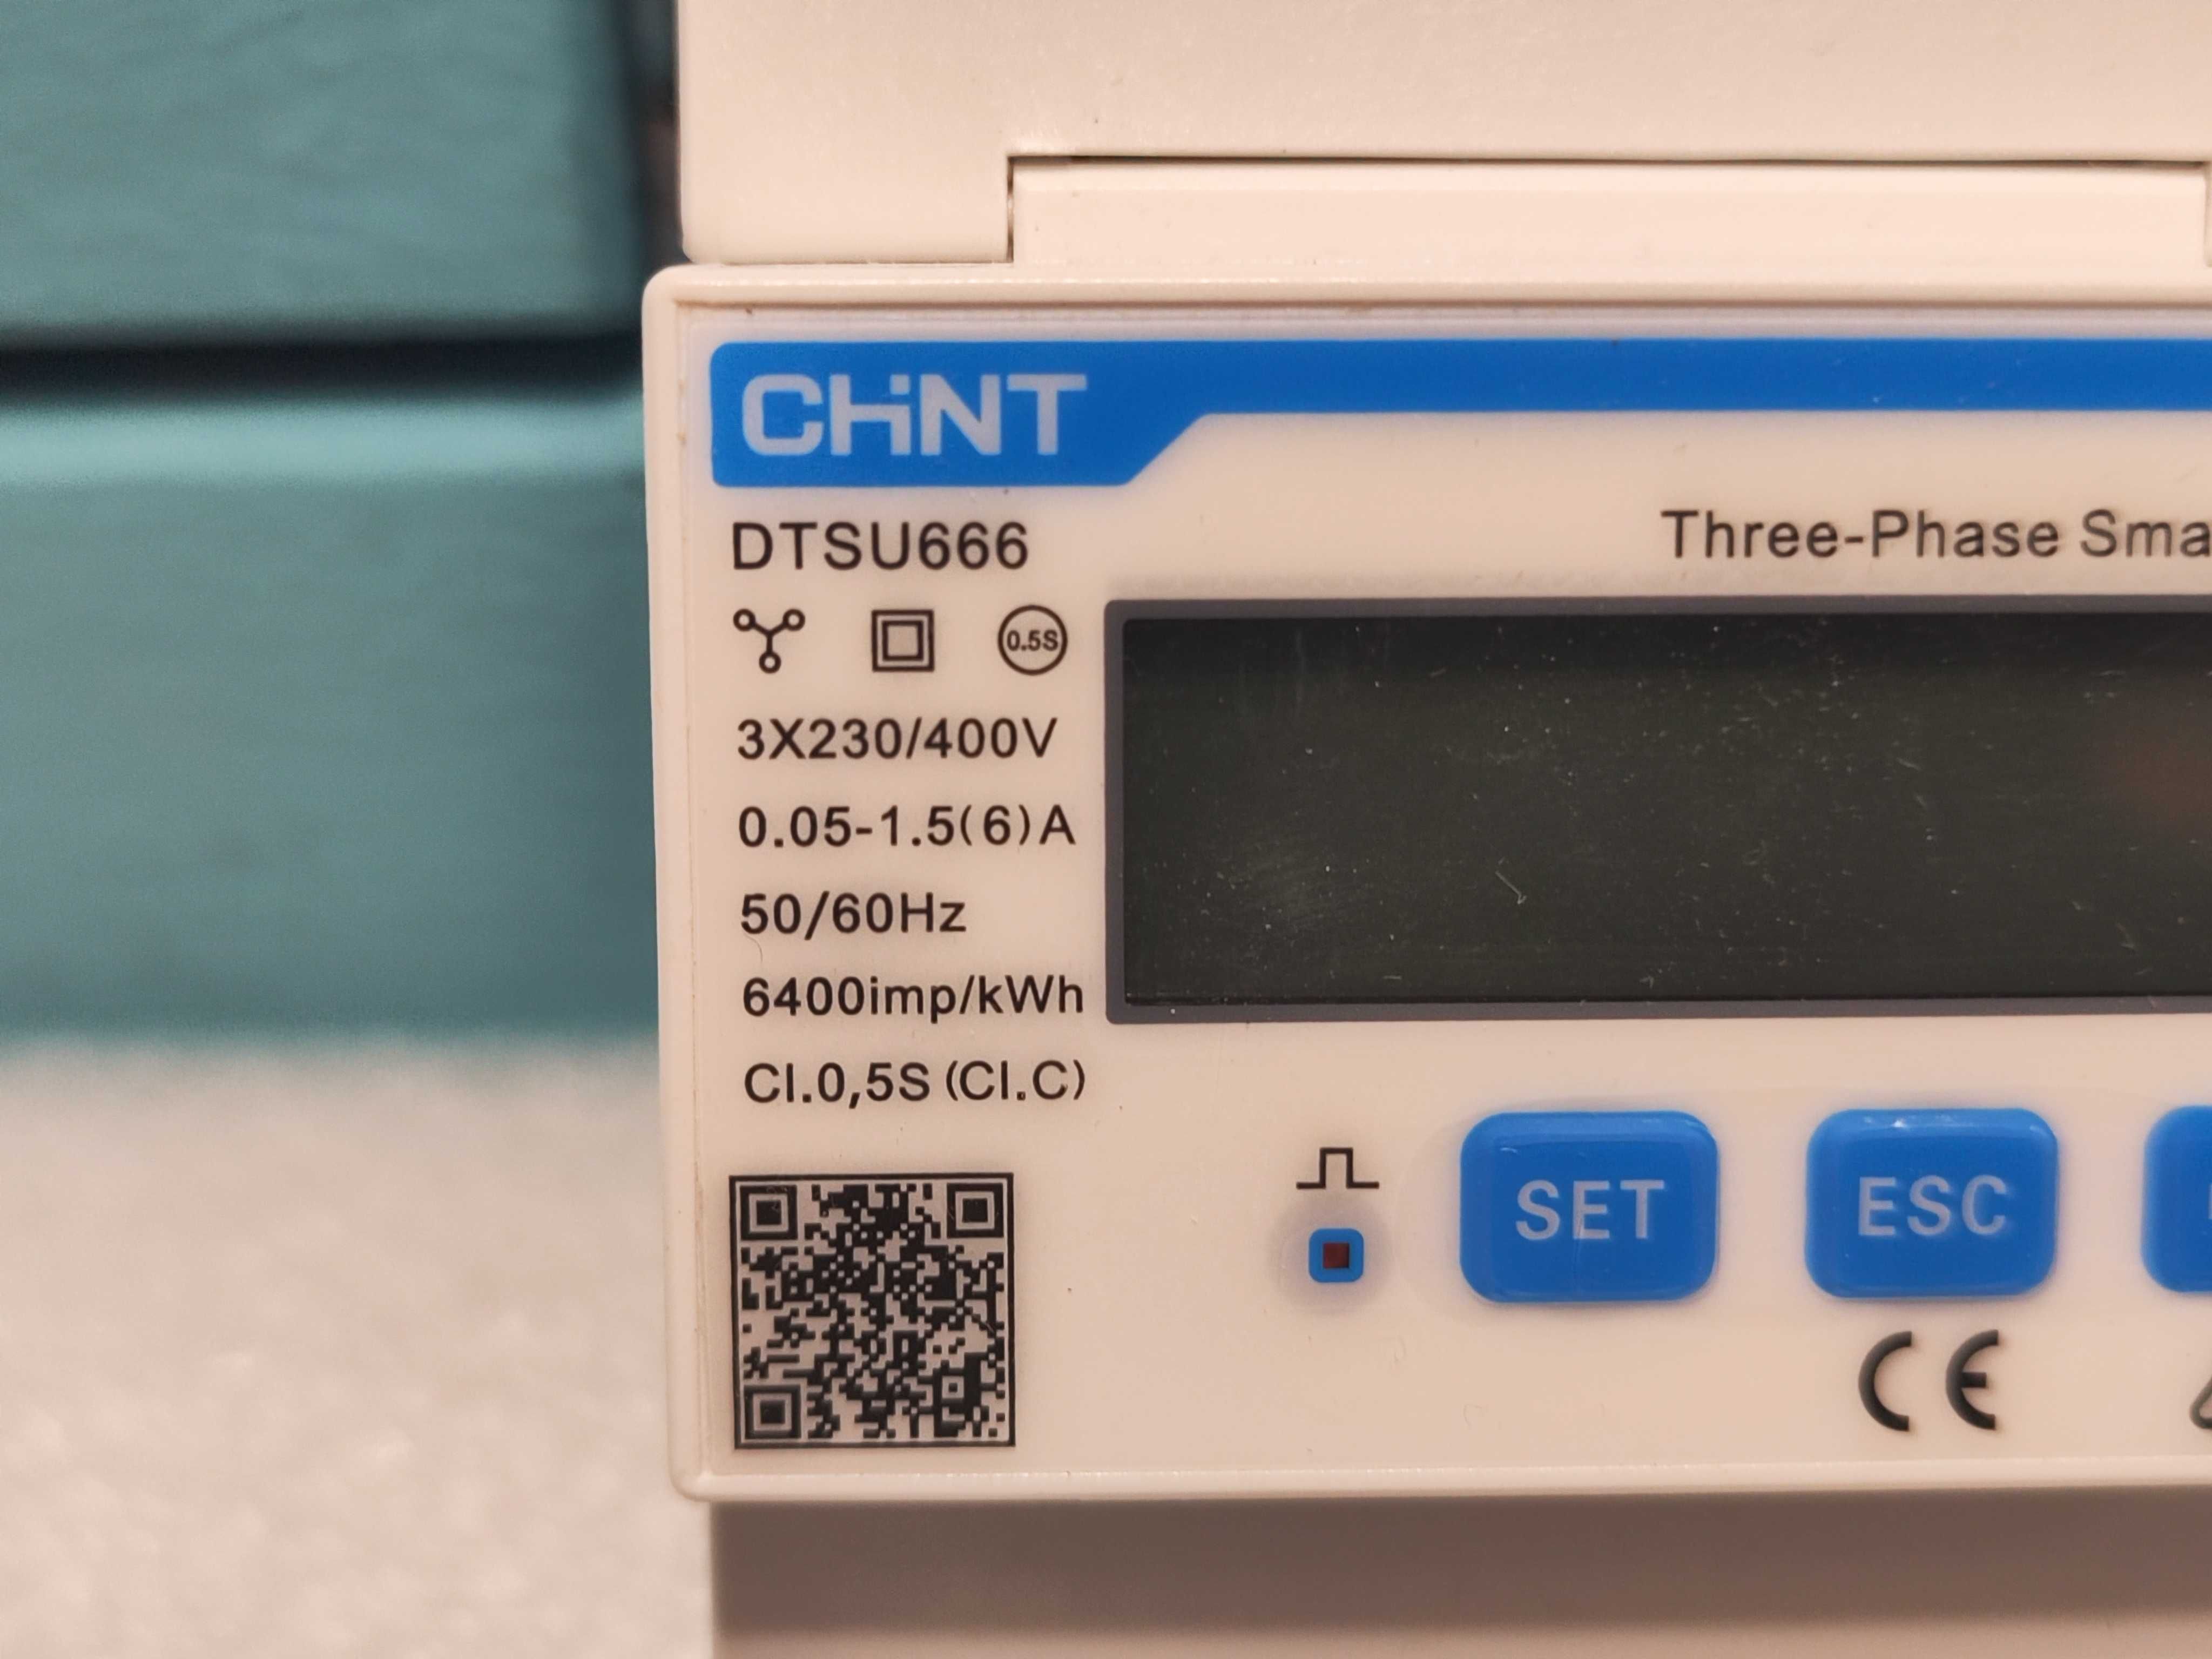 CHiNT
DTSU666
Three-Phase Sma
0.5S
3X230/400V
0.05-1.5(6)A
50/60Hz
6400imp/kWh
Cl.0,5S (Cl.C)
SET
ESC
CE